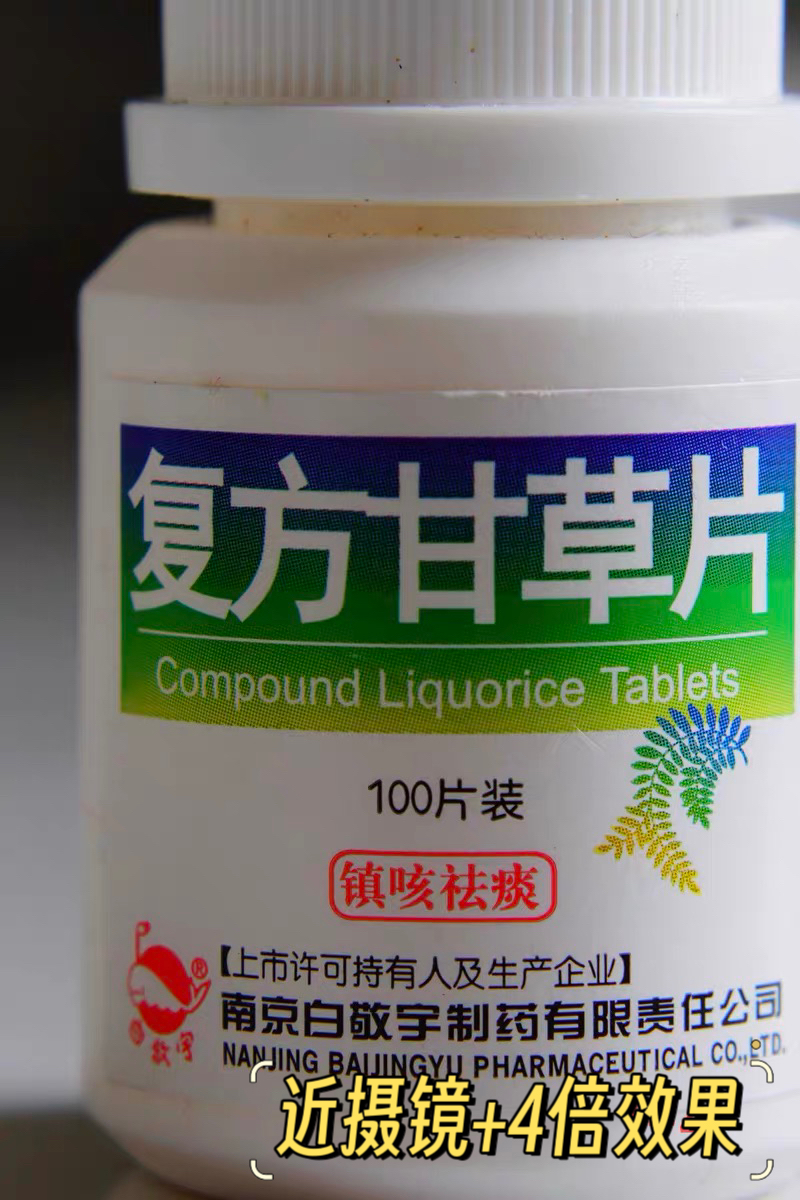 复方甘草片
Compound Liquorice Tablets
100片装
镇咳祛痰
【上市许可持有人及生产企业】
®
南京白敬宇制药有限责任公司
敬宇
NANJING BAIJINGYU PHARMACEUTICAL CO.,LTD.
近摄镜+4倍效果